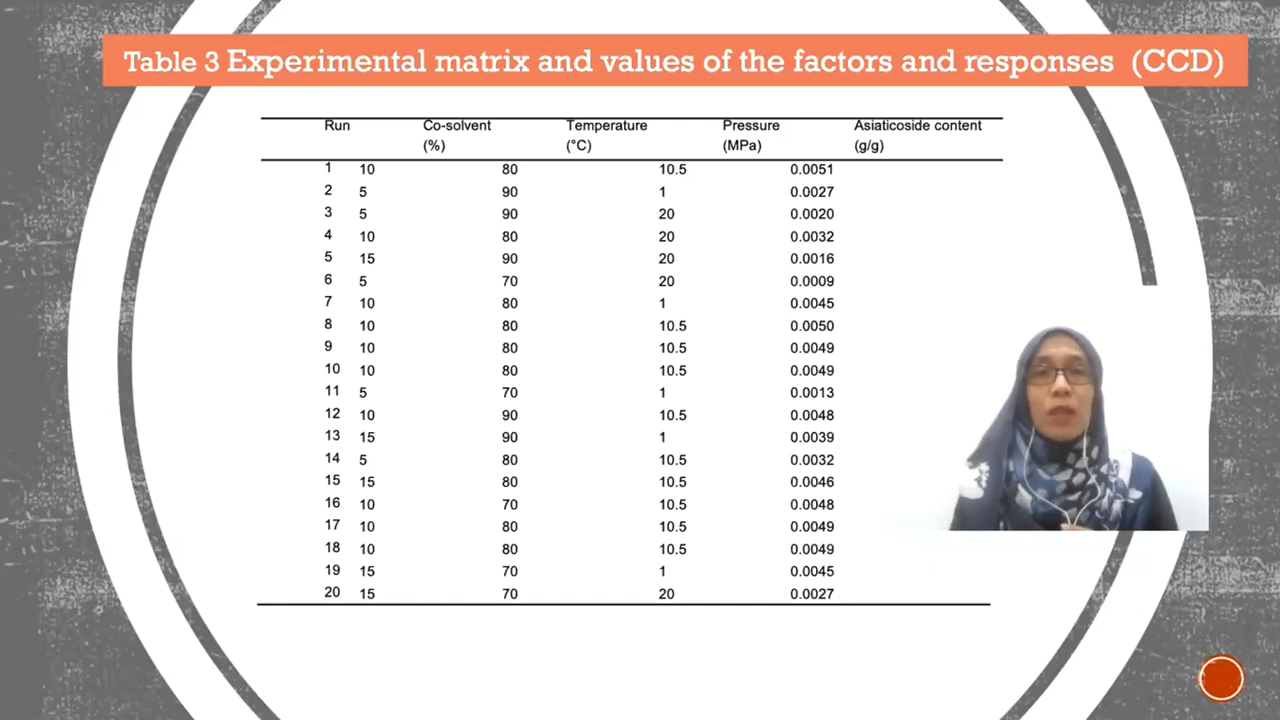 Table 3 Experimental matrix and values of the factors and responses (CCD)
Run Co-solvent Temperature Pressure Asiaticoside content
(%) (°C) (MPa) (g/g)
1 10 80 10.5 0.0051
2 5 90 1 0.0027
3 5 90 20 0.0020
4 10 80 20 0.0032
5 15 90 20 0.0016
6 5 70 20 0.0009
7 10 80 1 0.0045
8 10 80 10.5 0.0050
9 10 80 10.5 0.0049
10 10 80 10.5 0.0049
11 5 70 1 0.0013
12 10 90 10.5 0.0048
13 15 90 1 0.0039
14 5 80 10.5 0.0032
15 15 80 10.5 0.0046
16 10 70 10.5 0.0048
17 10 80 10.5 0.0049
18 10 80 10.5 0.0049
19 15 70 1 0.0045
20 15 70 20 0.0027